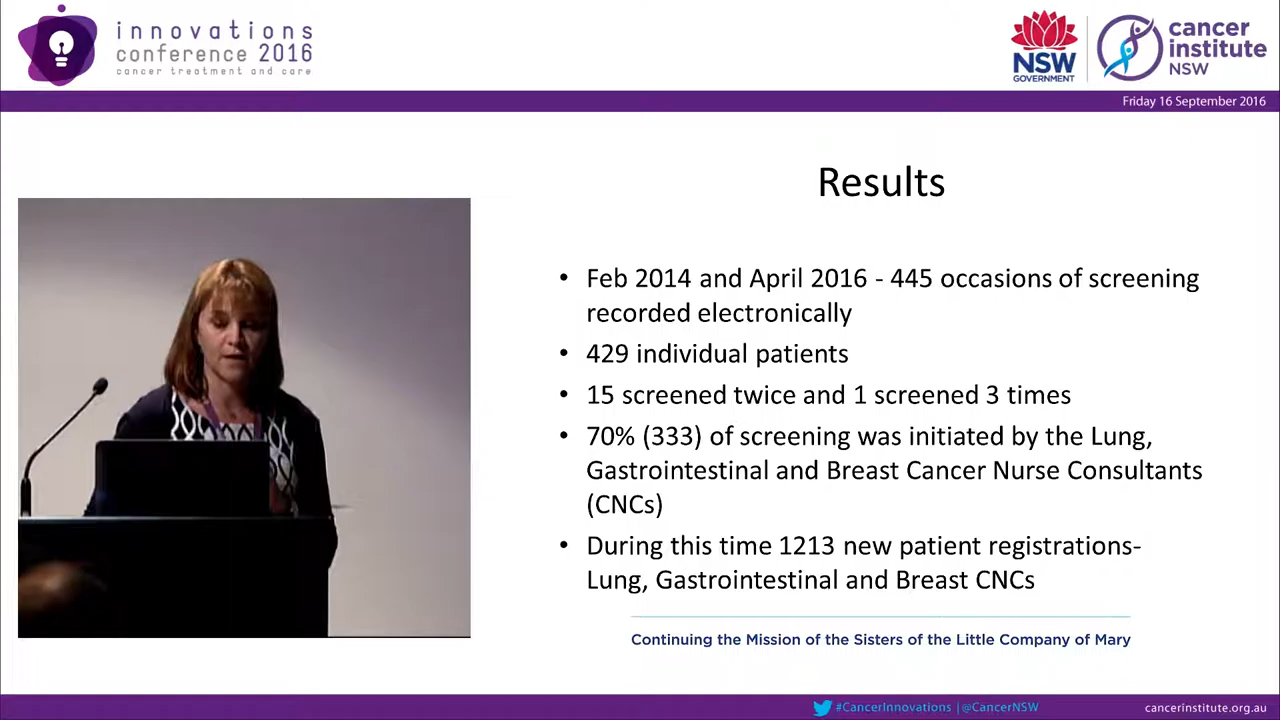 innovations
conference 2016
cancer treatment and care
NSW
GOVERNMENT
cancer
institute
NSW
Friday 16 September 2016
Results
• Feb 2014 and April 2016 - 445 occasions of screening
recorded electronically
• 429 individual patients
• 15 screened twice and 1 screened 3 times
• 70% (333) of screening was initiated by the Lung,
Gastrointestinal and Breast Cancer Nurse Consultants
(CNCs)
• During this time 1213 new patient registrations-
Lung, Gastrointestinal and Breast CNCs
Continuing the Mission of the Sisters of the Little Company of Mary
#CancerInnovations | @CancerNSW
cancerinstitute.org.au